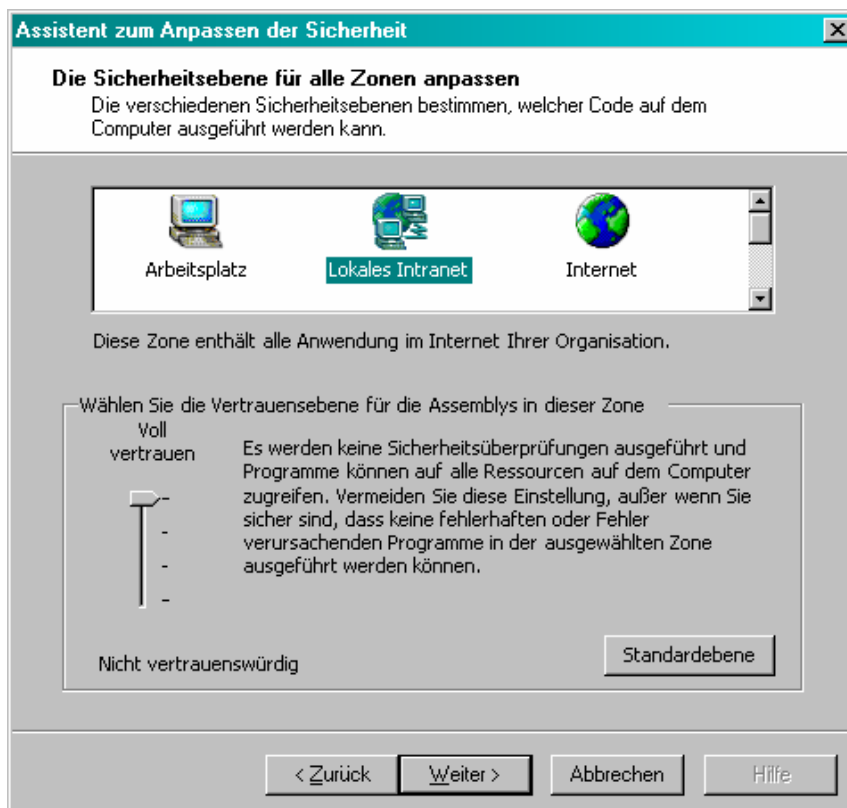 Assistent zum Anpassen der Sicherheit
Die Sicherheitsebene für alle Zonen anpassen
Die verschiedenen Sicherheitsebenen bestimmen, welcher Code auf dem
Computer ausgeführt werden kann.
Arbeitsplatz Lokales Intranet Internet
Diese Zone enthält alle Anwendung im Internet Ihrer Organisation.
Wählen Sie die Vertrauensebene für die Assemblys in dieser Zone
Voll
vertrauen
Es werden keine Sicherheitsüberprüfungen ausgeführt und
Programme können auf alle Ressourcen auf dem Computer
zugreifen. Vermeiden Sie diese Einstellung, außer wenn Sie
sicher sind, dass keine fehlerhaften oder Fehler
verursachenden Programme in der ausgewählten Zone
ausgeführt werden können.
Nicht vertrauenswürdig
Standardebene
< Zurück Weiter > Abbrechen Hilfe